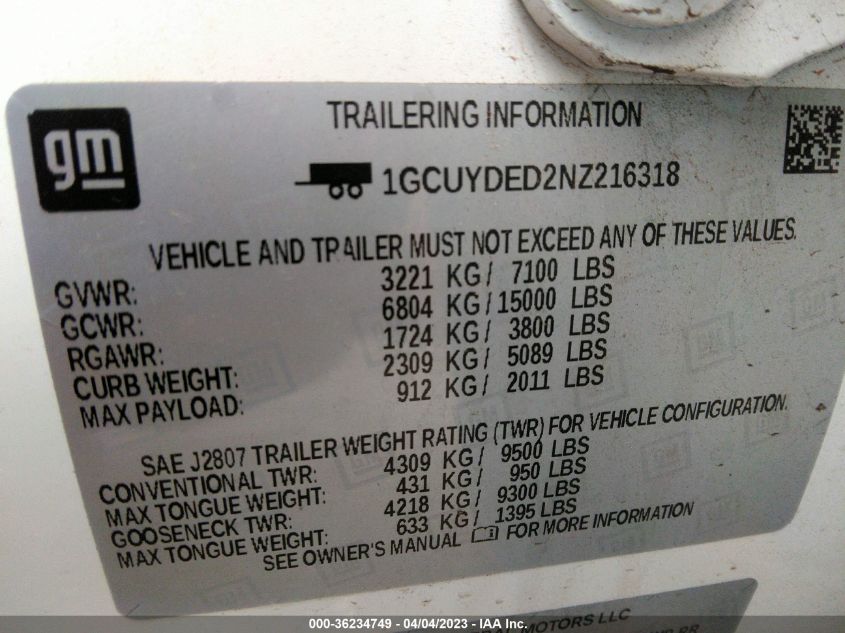 gm
TRAILERING INFORMATION
1GCUYDED2NZ216318
VEHICLE AND TRAILER MUST NOT EXCEED ANY OF THESE VALUES.
GVWR: 3221 KG/ 7100 LBS
GCWR: 6804 KG/ 15000 LBS
RGAWR: 1724 KG/ 3800 LBS
CURB WEIGHT: 2309 KG/ 5089 LBS
MAX PAYLOAD: 912 KG/ 2011 LBS
SAE J2807 TRAILER WEIGHT RATING (TWR) FOR VEHICLE CONFIGURATION.
CONVENTIONAL TWR: 4309 KG/ 9500 LBS
MAX TONGUE WEIGHT: 431 KG/ 950 LBS
GOOSENECK TWR: 4218 KG/ 9300 LBS
MAX TONGUE WEIGHT: 633 KG/ 1395 LBS
SEE OWNER'S MANUAL FOR MORE INFORMATION
MOTORS LLC
000-36234749 - 04/04/2023 - IAA Inc.